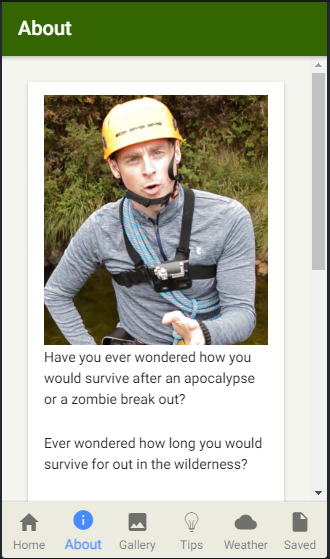 About
Have you ever wondered how you
would survive after an apocalypse
or a zombie break out?
Ever wondered how long you would
survive for out in the wilderness?
Home About Gallery Tips Weather Saved